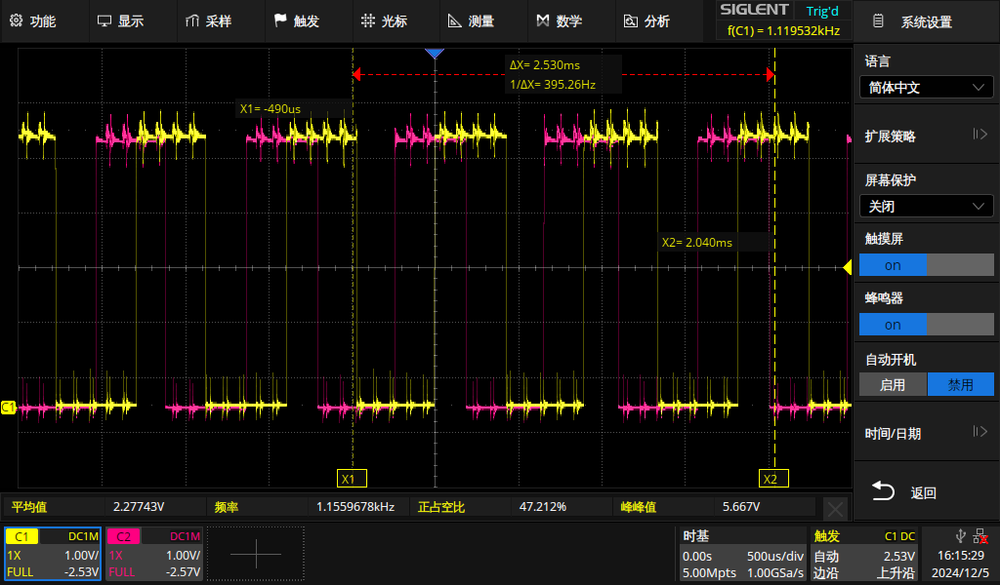 功能 显示 采样 触发 光标 测量 数学 分析
SIGLENT Trig'd
f(C1) = 1.119532kHz
系统设置
语言
简体中文
扩展策略
屏幕保护
关闭
触摸屏
on
蜂鸣器
on
自动开机
启用 禁用
时间/日期
返回
ΔX= 2.530ms
1/ΔX= 395.26Hz
X1= -490us
X2= 2.040ms
C1
X1
X2
平均值 2.27743V 频率 1.1559678kHz 正占空比 47.212% 峰峰值 5.667V
C1 DC1M
1X 1.00V/
FULL -2.53V
C2 DC1M
1X 1.00V/
FULL -2.57V
时基
0.00s 500us/div
5.00Mpts 1.00GSa/s
触发 C1 DC
自动 2.53V
边沿 上升沿
16:15:29
2024/12/5